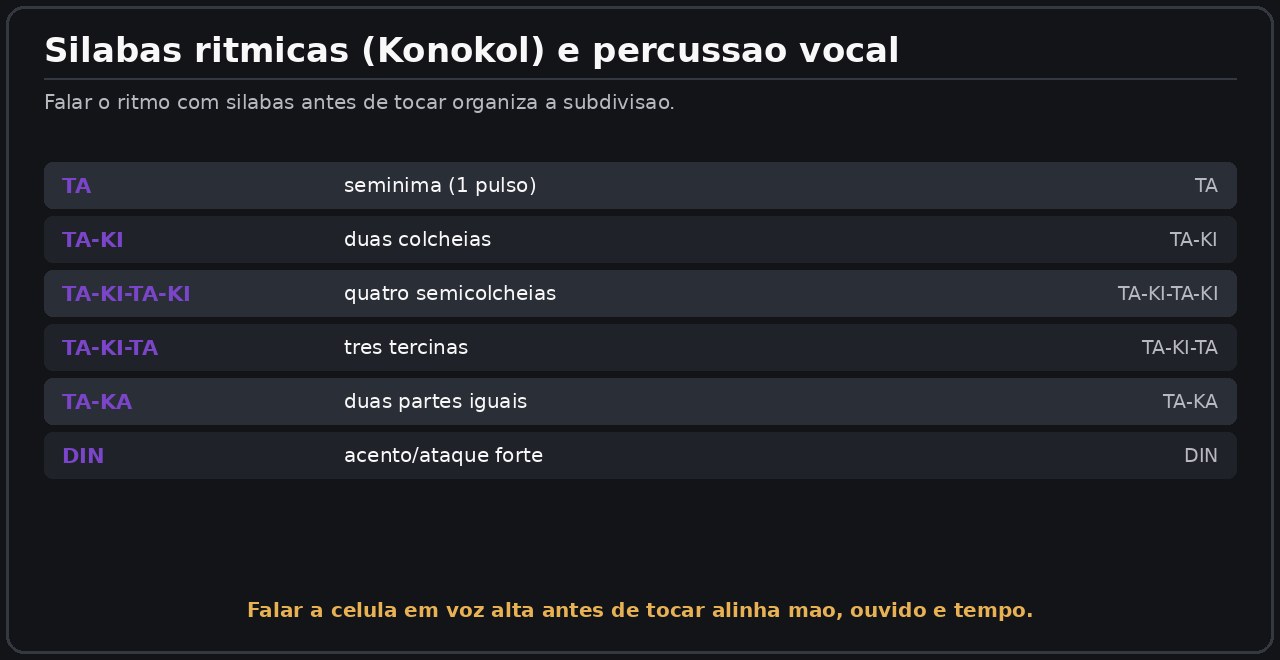 Silabas ritmicas (Konokol) e percussao vocal
Falar o ritmo com silabas antes de tocar organiza a subdivisao.
TA seminima (1 pulso) TA
TA-KI duas colcheias TA-KI
TA-KI-TA-KI quatro semicolcheias TA-KI-TA-KI
TA-KI-TA tres tercinas TA-KI-TA
TA-KA duas partes iguais TA-KA
DIN acento/ataque forte DIN
Falar a celula em voz alta antes de tocar alinha mao, ouvido e tempo.